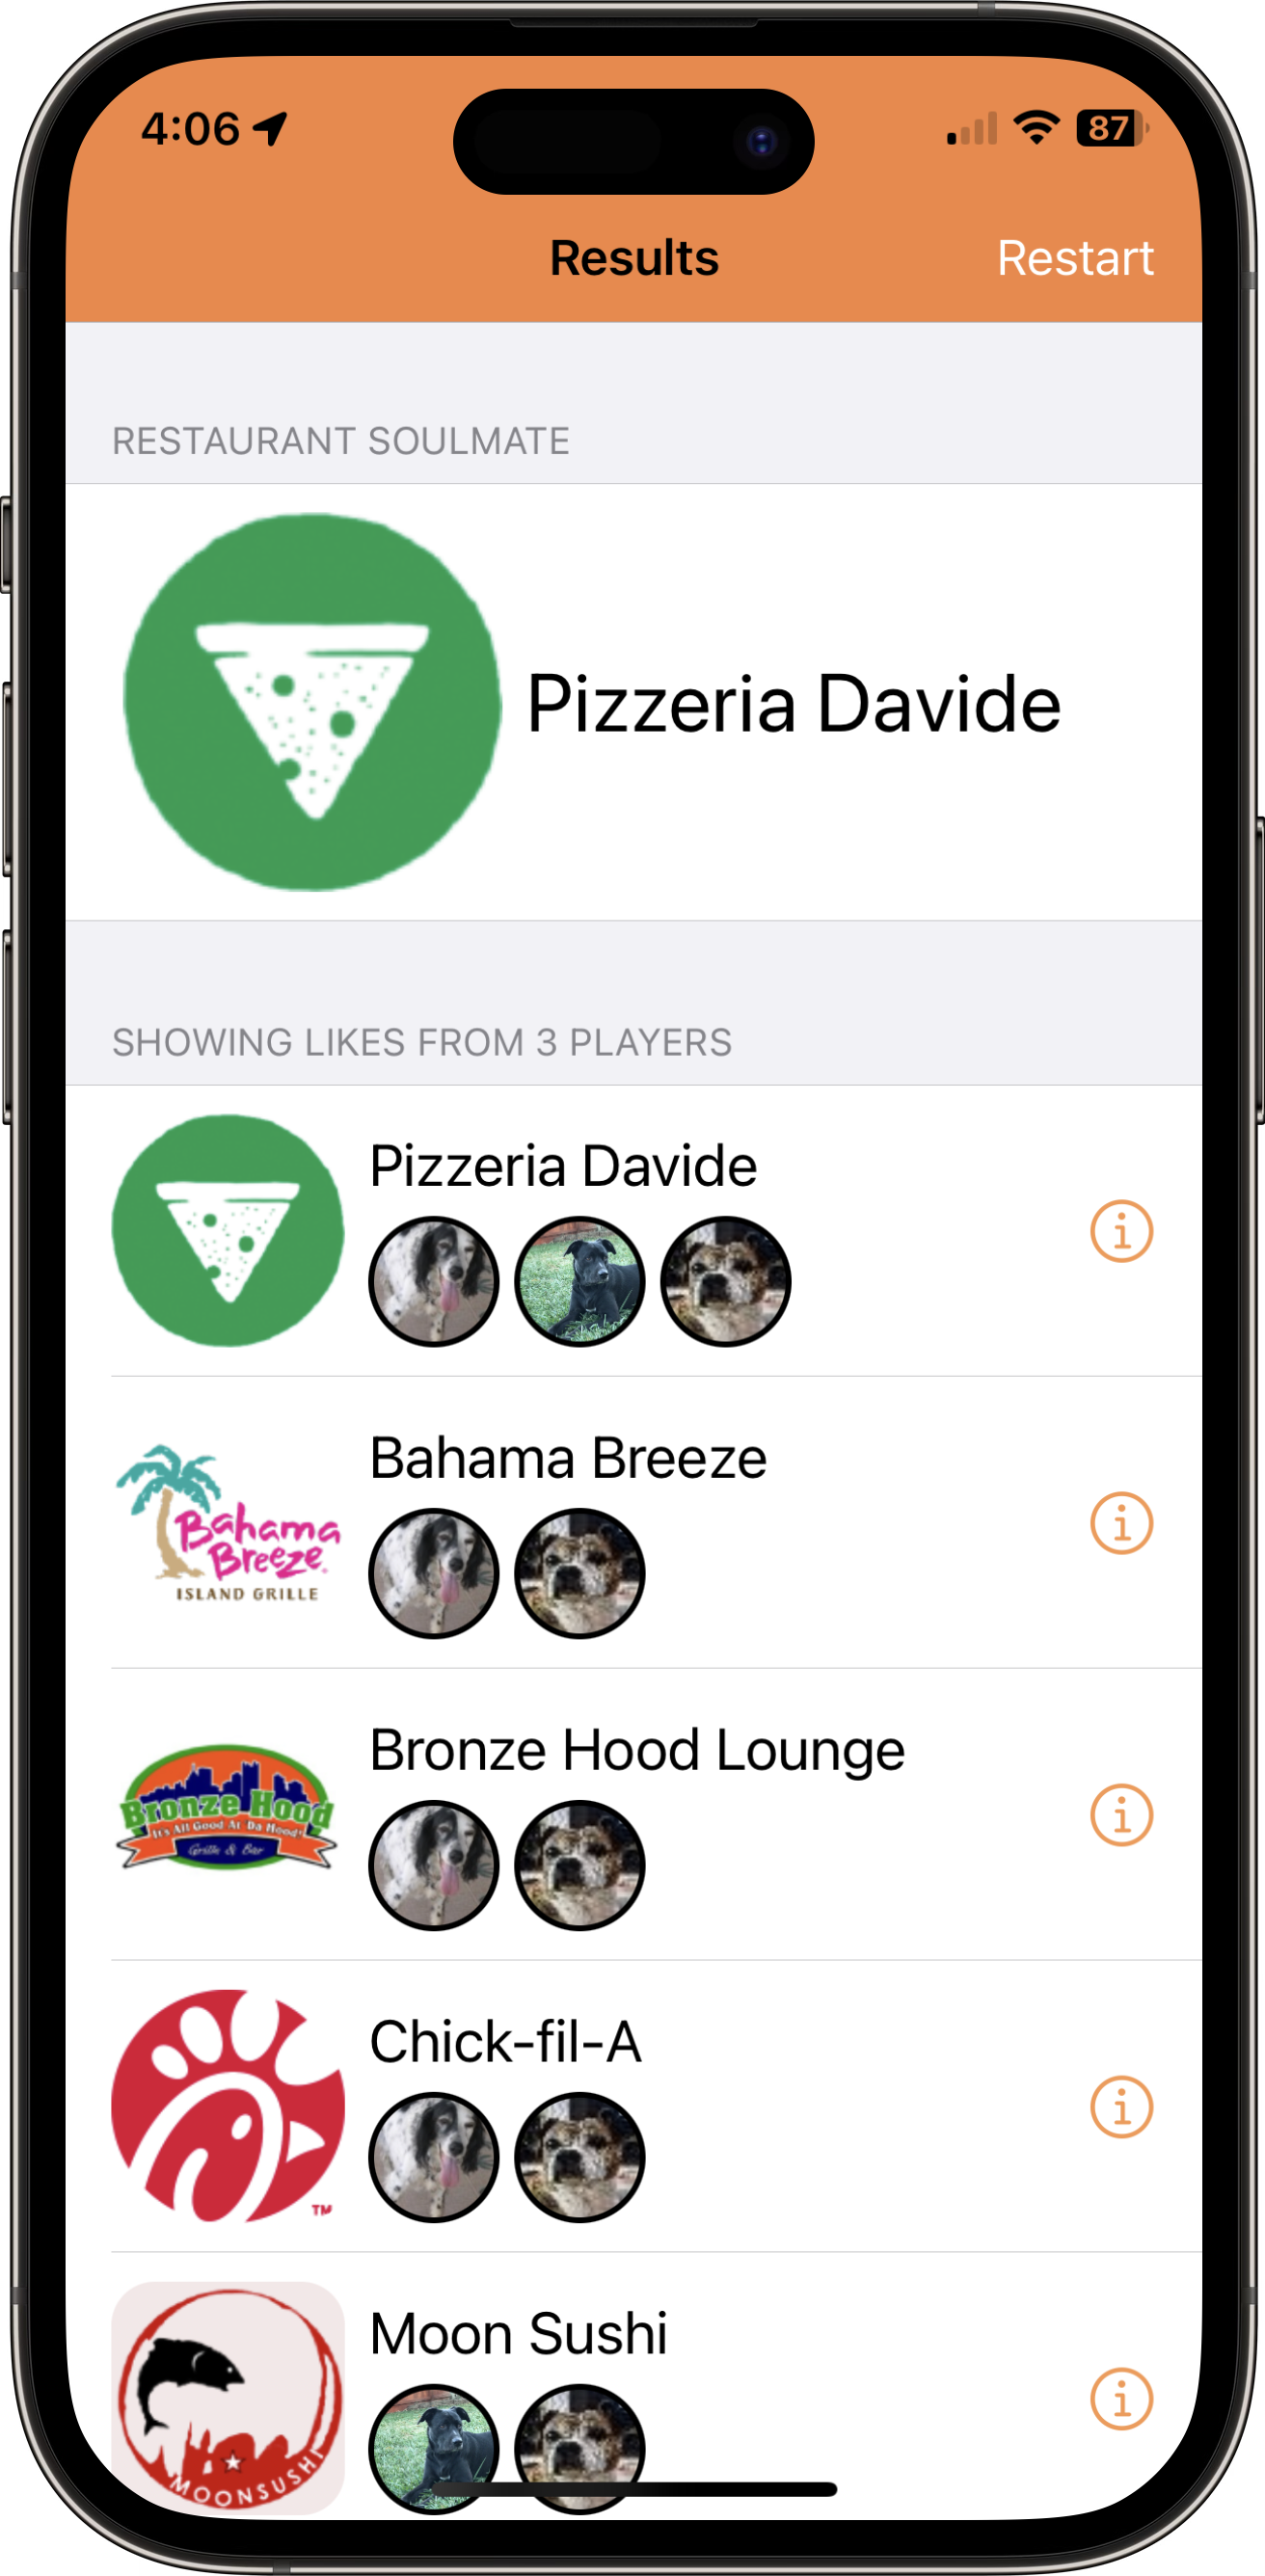 4:06
87
Results
Restart
RESTAURANT SOULMATE
Pizzeria Davide
SHOWING LIKES FROM 3 PLAYERS
Pizzeria Davide
Bahama Breeze
Bahama
Breeze
ISLAND GRILLE
Bronze Hood Lounge
Bronze Hood
It's All Good At Da Hood!
Grille & Bar
Chick-fil-A
TM
Moon Sushi
MOONSUSHI